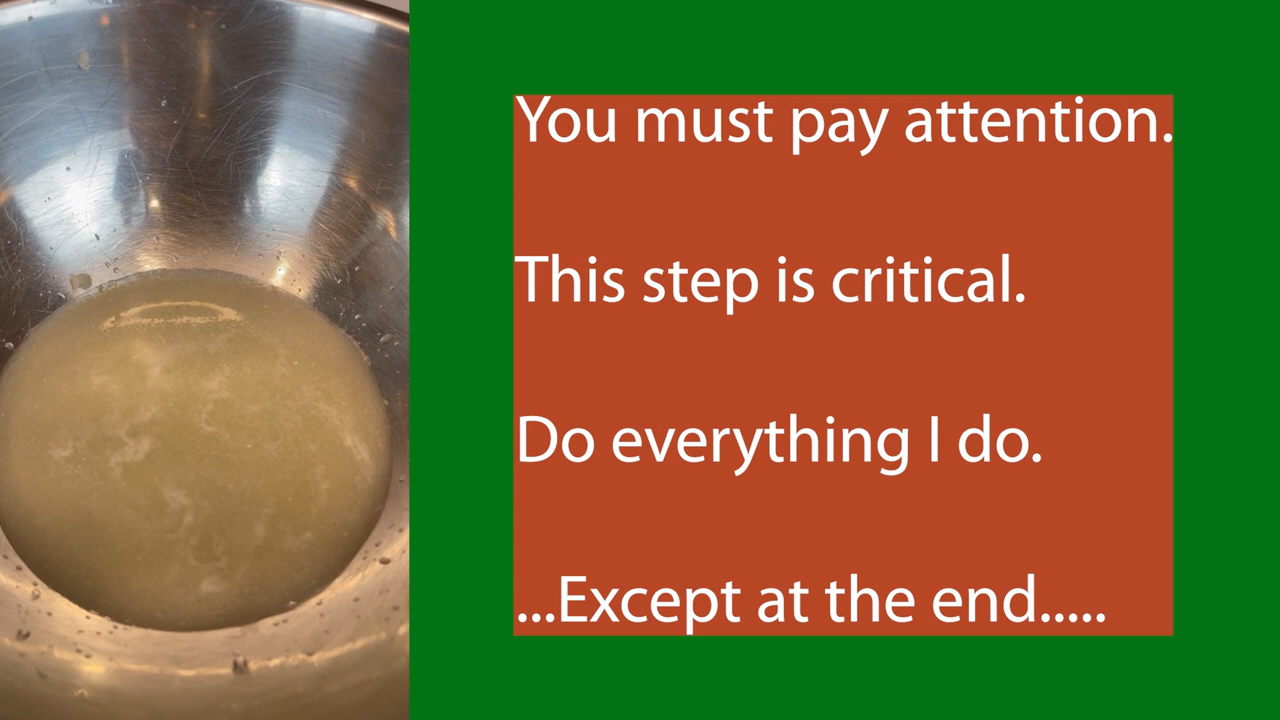 You must pay attention.
This step is critical.
Do everything I do.
...Except at the end.....